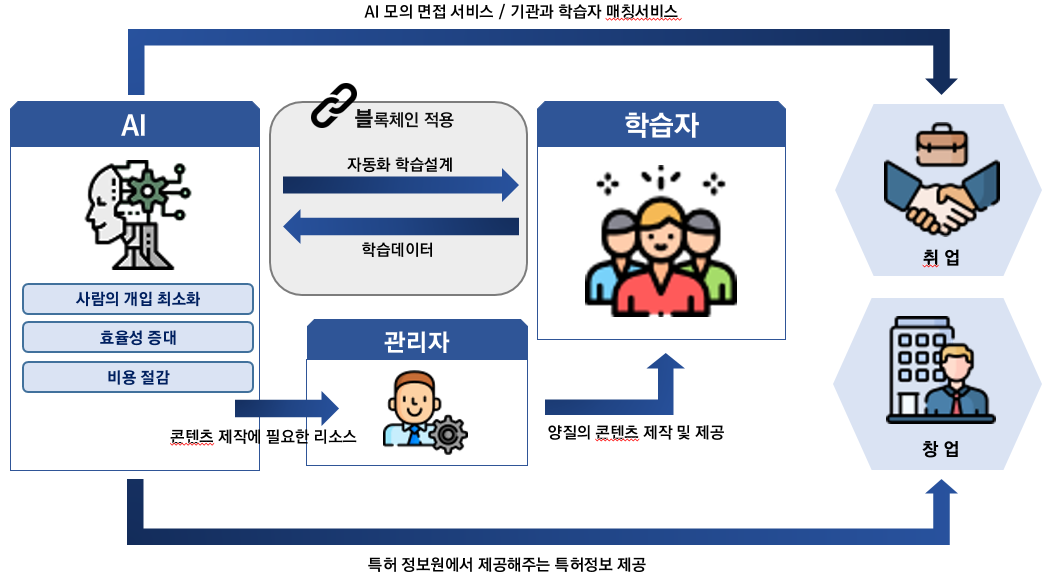 AI 모의 면접 서비스 / 기관과 학습자 매칭서비스
AI
블록체인 적용
학습자
자동화 학습설계
학습데이터
취 업
사람의 개입 최소화
효율성 증대
비용 절감
관리자
콘텐츠 제작에 필요한 리소스
양질의 콘텐츠 제작 및 제공
창 업
특허 정보원에서 제공해주는 특허정보 제공